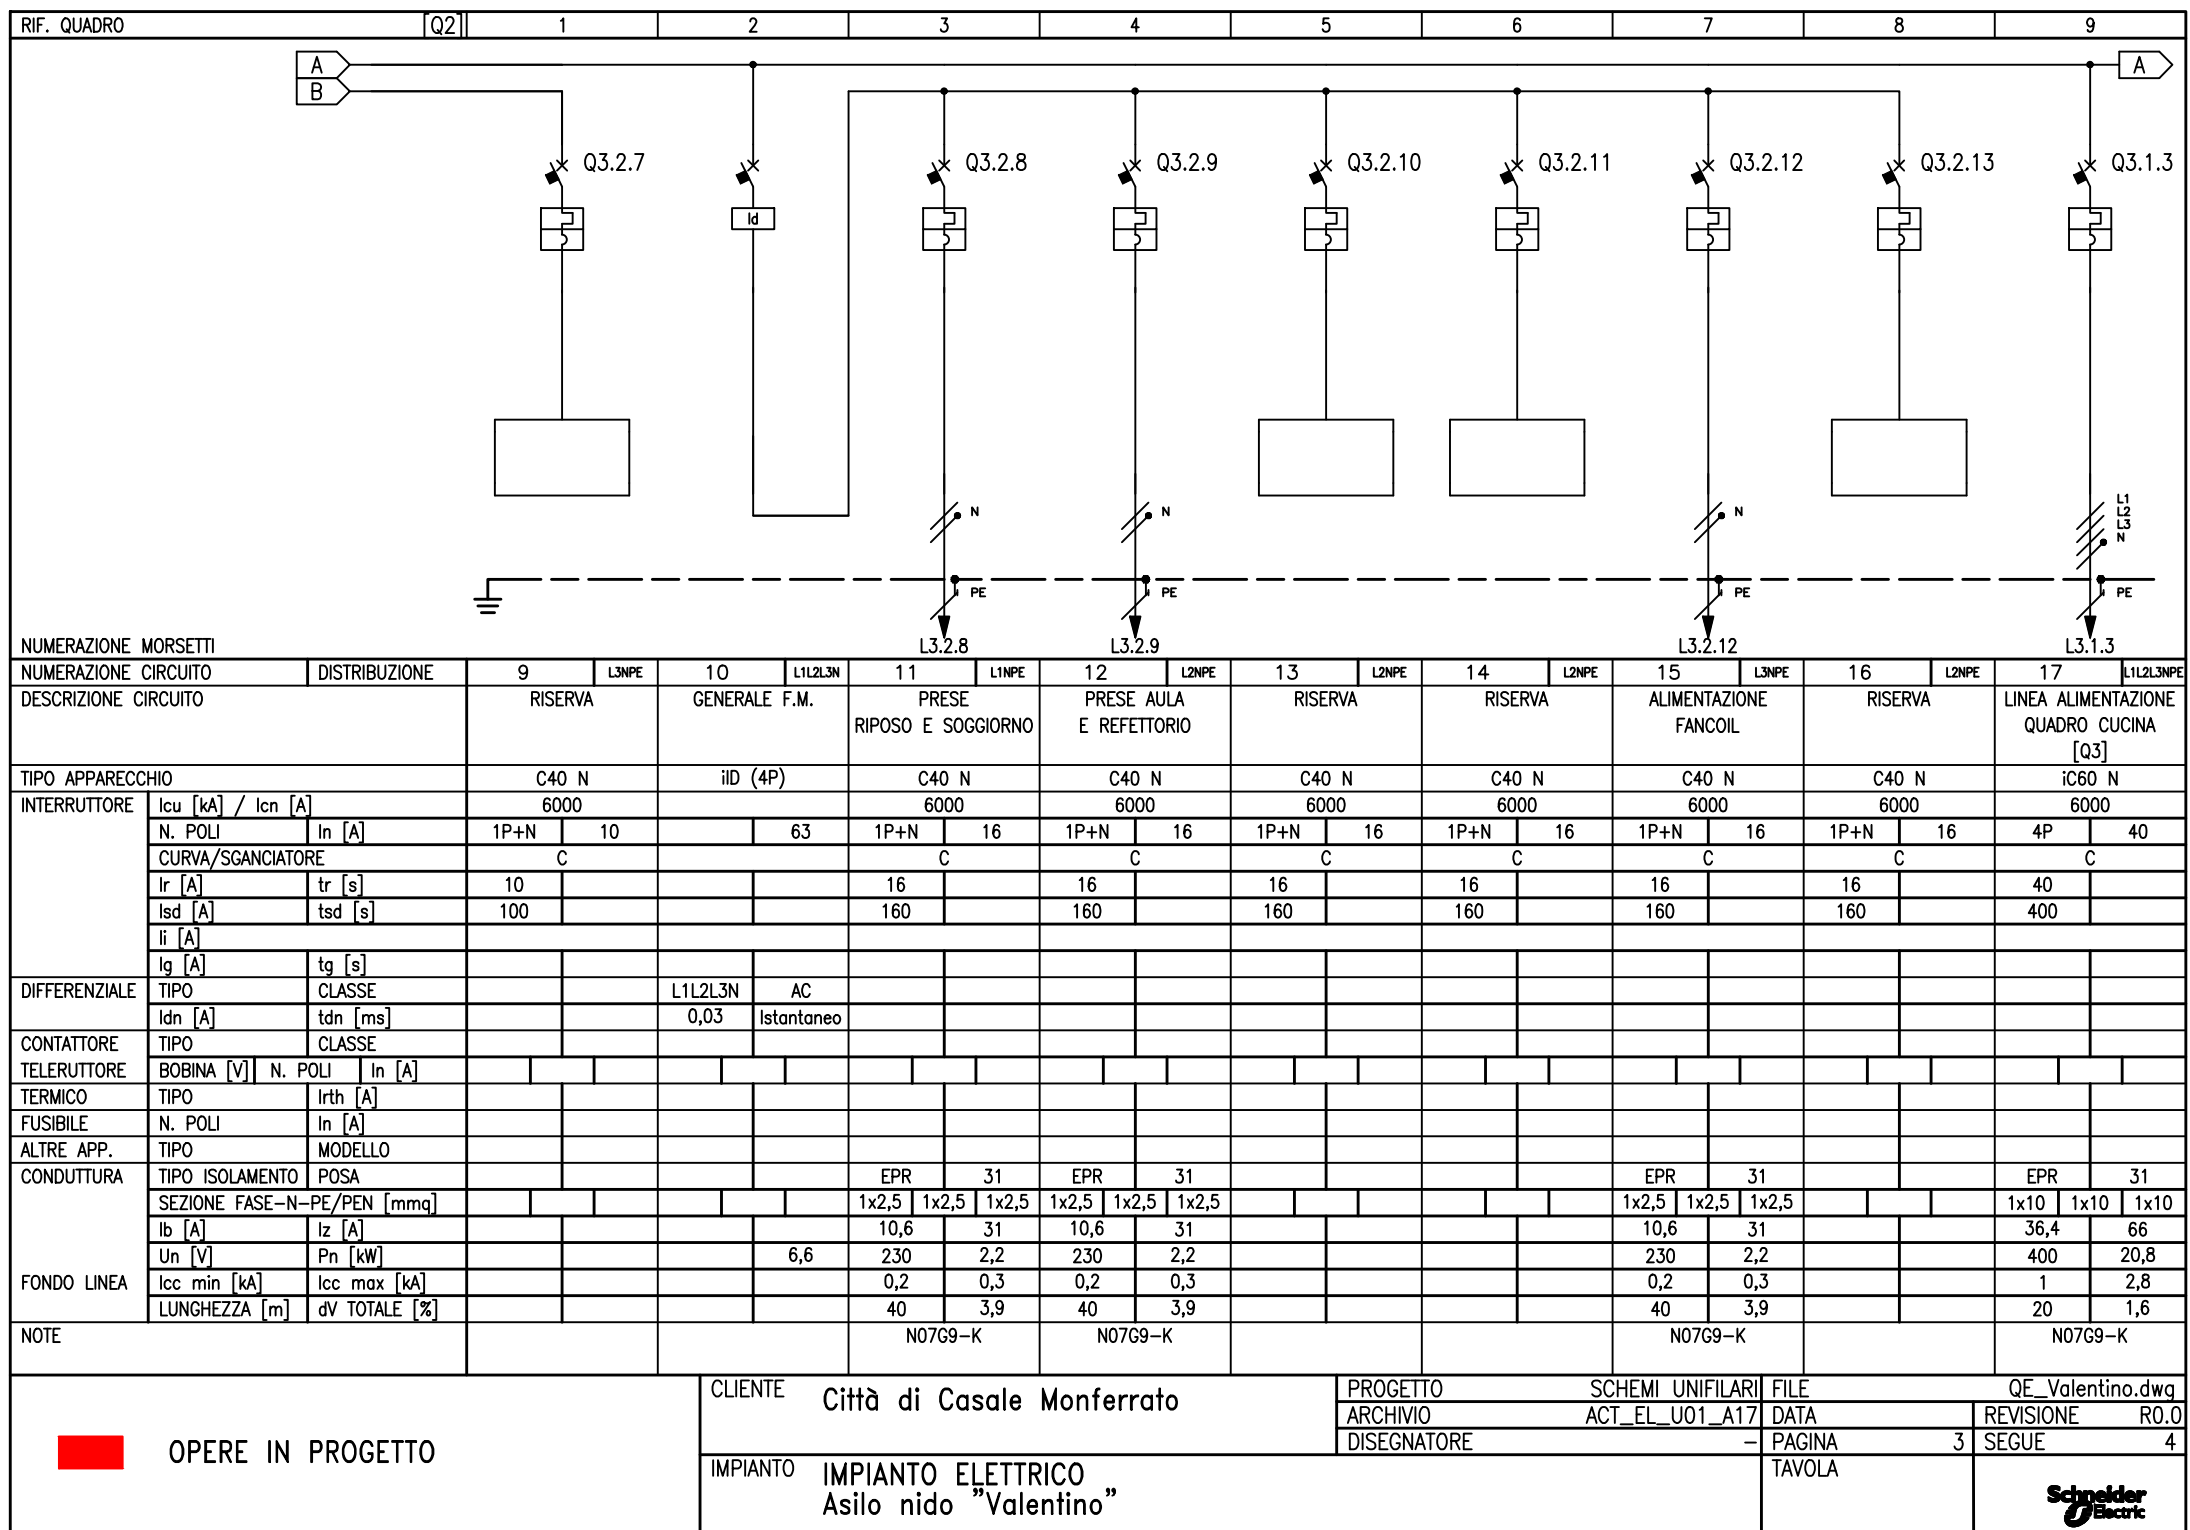 RIF. QUADRO [Q2] 1 2 3 4 5 6 7 8 9
A A
B
Q3.2.7 Q3.2.8 Q3.2.9 Q3.2.10 Q3.2.11 Q3.2.12 Q3.2.13 Q3.1.3
Id
L1
L2
L3
N N N N
PE PE PE PE
NUMERAZIONE MORSETTI L3.2.8 L3.2.9 L3.2.12 L3.1.3
NUMERAZIONE CIRCUITO DISTRIBUZIONE 9 L3NPE 10 L1L2L3N 11 L1NPE 12 L2NPE 13 L2NPE 14 L2NPE 15 L3NPE 16 L2NPE 17 L1L2L3NPE
DESCRIZIONE CIRCUITO RISERVA GENERALE F.M. PRESE PRESE AULA RISERVA RISERVA ALIMENTAZIONE RISERVA LINEA ALIMENTAZIONE
RIPOSO E SOGGIORNO E REFETTORIO FANCOIL QUADRO CUCINA
[Q3]
TIPO APPARECCHIO C40 N iID (4P) C40 N C40 N C40 N C40 N C40 N C40 N iC60 N
INTERRUTTORE Icu [kA] / Icn [A] 6000 6000 6000 6000 6000 6000 6000 6000
N. POLI In [A] 1P+N 10 63 1P+N 16 1P+N 16 1P+N 16 1P+N 16 1P+N 16 1P+N 16 4P 40
CURVA/SGANCIATORE C C C C C C C C
Ir [A] tr [s] 10 16 16 16 16 16 16 40
Isd [A] tsd [s] 100 160 160 160 160 160 160 400
Ii [A]
Ig [A] tg [s]
DIFFERENZIALE TIPO CLASSE L1L2L3N AC
Idn [A] tdn [ms] 0,03 Istantaneo
CONTATTORE TIPO CLASSE
TELERUTTORE BOBINA [V] N. POLI In [A]
TERMICO TIPO Irth [A]
FUSIBILE N. POLI In [A]
ALTRE APP. TIPO MODELLO
CONDUTTURA TIPO ISOLAMENTO POSA EPR 31 EPR 31 EPR 31 EPR 31
SEZIONE FASE-N-PE/PEN [mmq] 1x2,5 1x2,5 1x2,5 1x2,5 1x2,5 1x2,5 1x2,5 1x2,5 1x2,5 1x10 1x10 1x10
Ib [A] Iz [A] 10,6 31 10,6 31 10,6 31 36,4 66
Un [V] Pn [kW] 6,6 230 2,2 230 2,2 230 2,2 400 20,8
FONDO LINEA Icc min [kA] Icc max [kA] 0,2 0,3 0,2 0,3 0,2 0,3 1 2,8
LUNGHEZZA [m] dV TOTALE [%] 40 3,9 40 3,9 40 3,9 20 1,6
NOTE N07G9-K N07G9-K N07G9-K N07G9-K
OPERE IN PROGETTO
CLIENTE Città di Casale Monferrato
IMPIANTO IMPIANTO ELETTRICO
Asilo nido "Valentino"
PROGETTO SCHEMI UNIFILARI FILE QE_Valentino.dwg
ARCHIVIO ACT_EL_U01_A17 DATA REVISIONE R0.0
DISEGNATORE - PAGINA 3 SEGUE 4
TAVOLA
Schneider
Electric